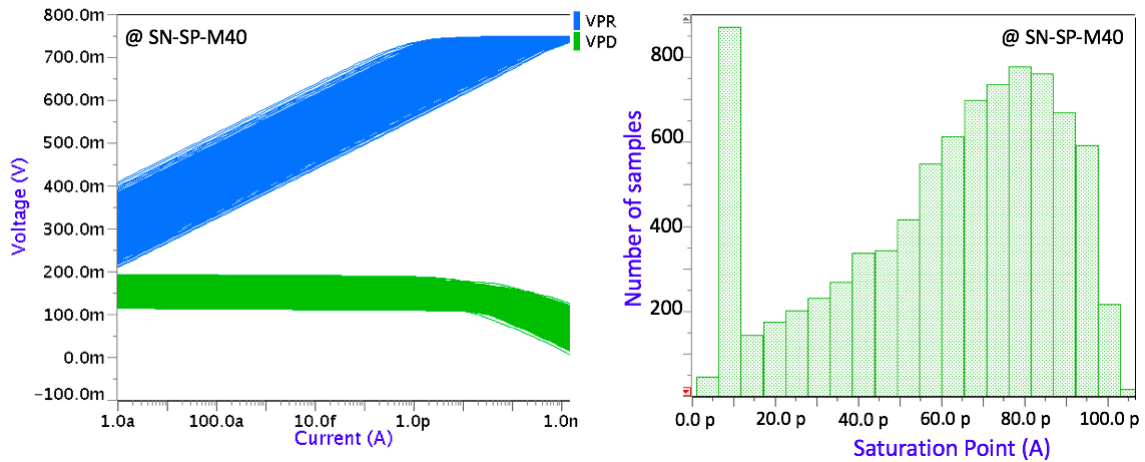 800.0m
700.0m
600.0m
500.0m
400.0m
300.0m
200.0m
100.0m
0.0m
−100.0m
Voltage (V)
@ SN-SP-M40
VPR
VPD
1.0a
100.0a
10.0f
1.0p
1.0n
Current (A)
800
600
400
200
Number of samples
@ SN-SP-M40
0.0 p
20.0 p
40.0 p
60.0 p
80.0 p
100.0 p
Saturation Point (A)